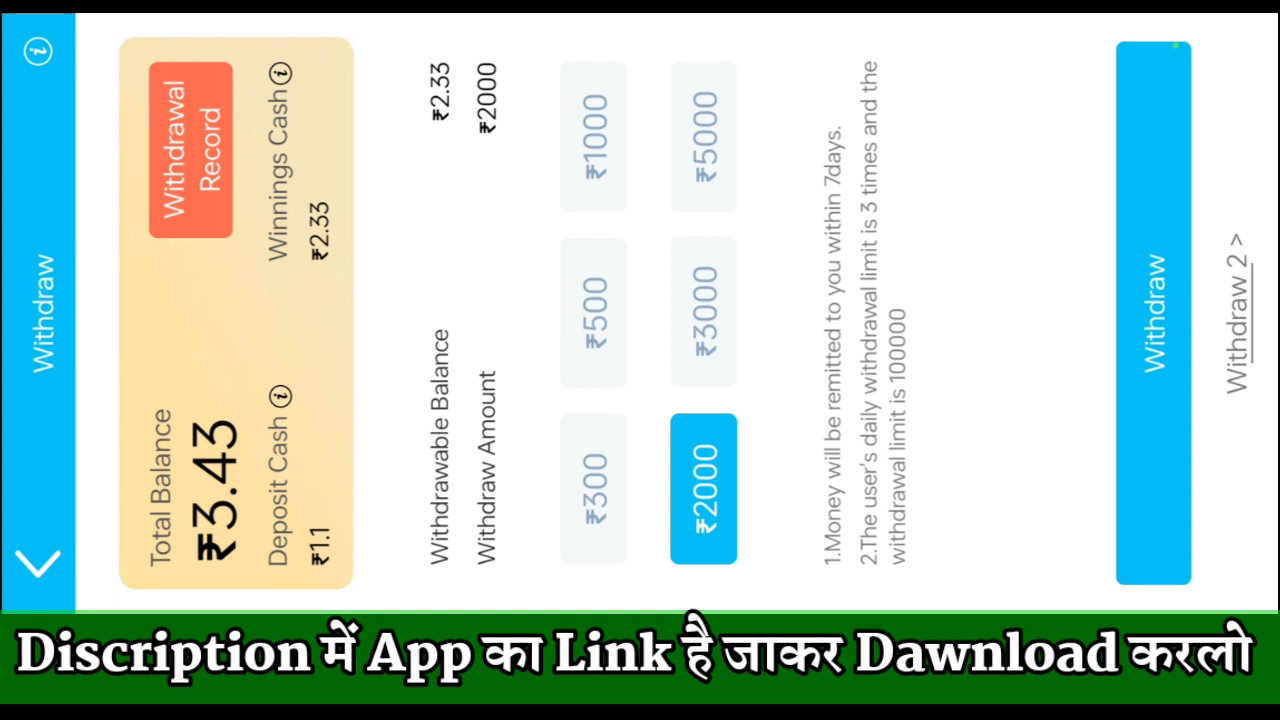 Withdraw
Total Balance
₹3.43
Withdrawal
Record
Deposit Cash
Winnings Cash
₹1.1
₹2.33
Withdrawable Balance ₹2.33
Withdraw Amount ₹2000
₹300 ₹500 ₹1000
₹2000 ₹3000 ₹5000
1.Money will be remitted to you within 7days.
2.The user's daily withdrawal limit is 3 times and the
withdrawal limit is 100000
Withdraw
Withdraw 2 >
Discription में App का Link है जाकर Dawnload करलो